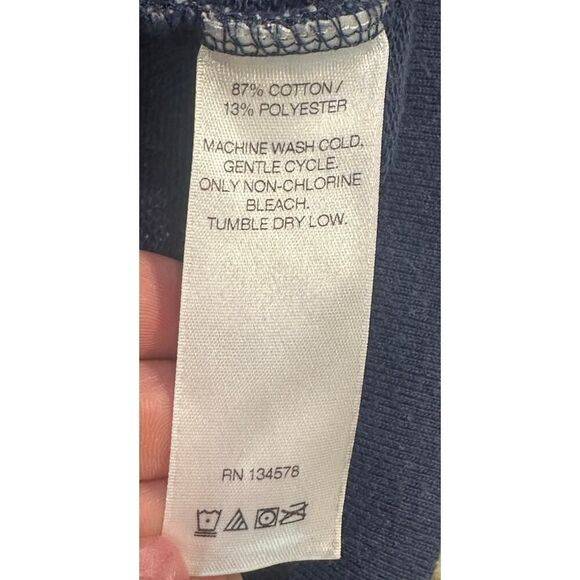 87% COTTON /
13% POLYESTER
MACHINE WASH COLD.
GENTLE CYCLE.
ONLY NON-CHLORINE
BLEACH.
TUMBLE DRY LOW.
RN 134578